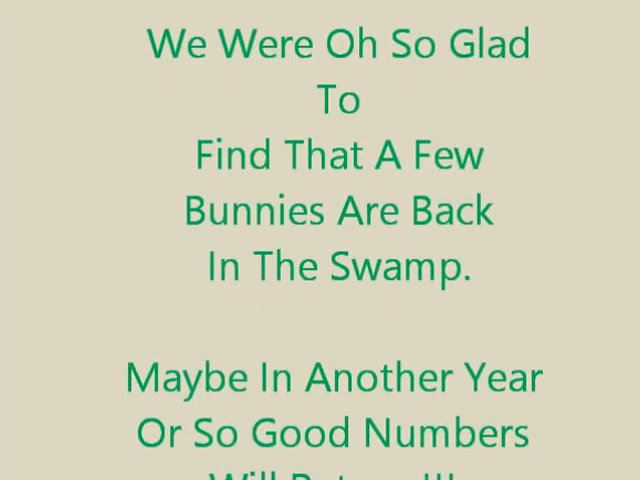 We Were Oh So Glad
To
Find That A Few
Bunnies Are Back
In The Swamp.
Maybe In Another Year
Or So Good Numbers
Will